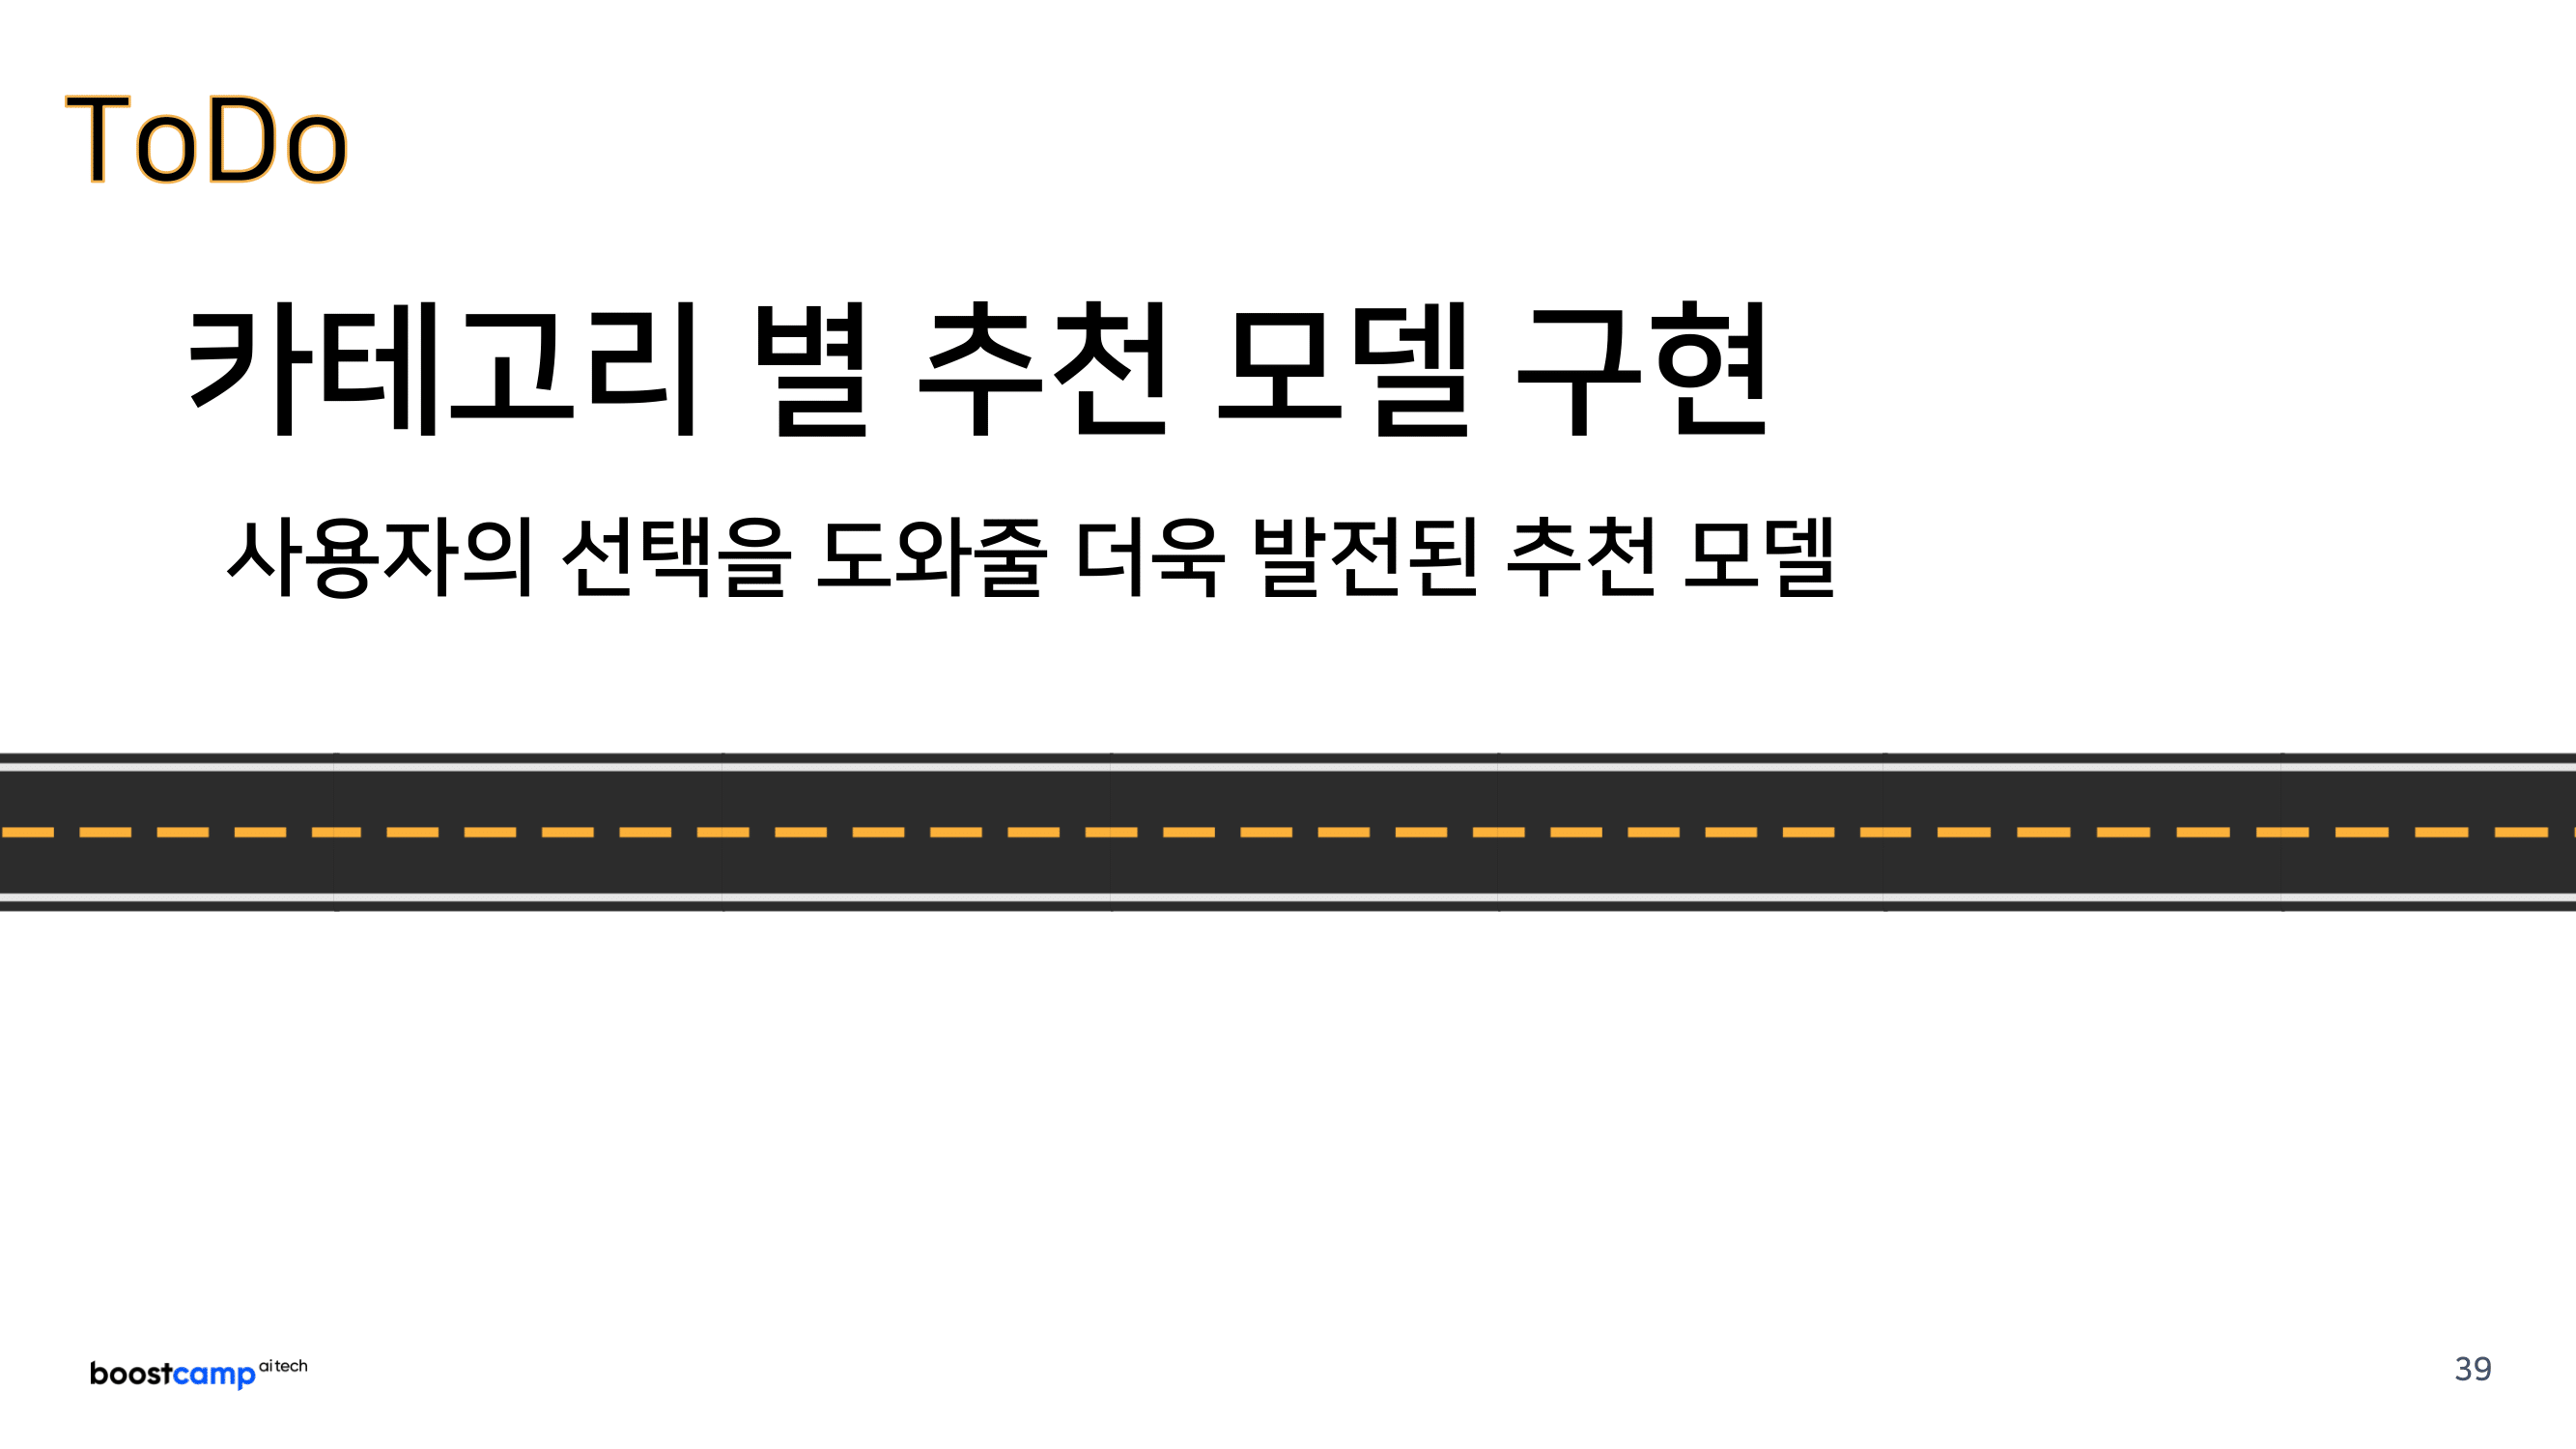 ToDo
카테고리 별 추천 모델 구현
사용자의 선택을 도와줄 더욱 발전된 추천 모델
boostcamp ai tech
39